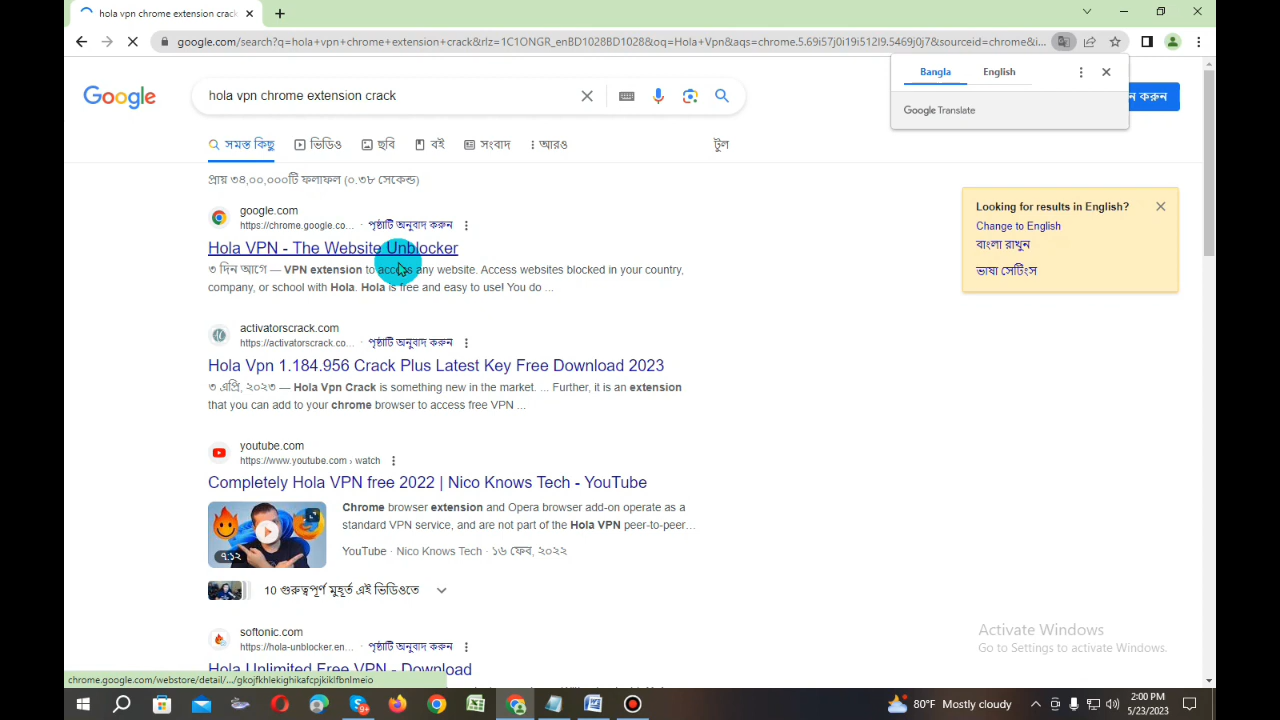 hola vpn chrome extension crack
google.com/search?q=hola+vpn+chrome+extension+crack&rlz=1C1ONGR_enBD1028BD1028&oq=Hola+Vpn&aqs=chrome.5.69i57j0i19i512l9.5469j0j7&sourceid=chrome&i...
Bangla English
Google Translate
ন করুন
Google
hola vpn chrome extension crack
সমস্ত কিছু ভিডিও ছবি বই সংবাদ আরও টুল
প্রায় ৩৪,০০,০০০টি ফলাফল (০.৩৮ সেকেন্ড)
google.com
https://chrome.google.co... · পৃষ্ঠাটি অনুবাদ করুন
Hola VPN - The Website Unblocker
৩ দিন আগে — VPN extension to access any website. Access websites blocked in your country,
company, or school with Hola. Hola is free and easy to use! You do ...
Looking for results in English?
Change to English
বাংলা রাখুন
ভাষা সেটিংস
activatorscrack.com
https://activatorscrack.co... · পৃষ্ঠাটি অনুবাদ করুন
Hola Vpn 1.184.956 Crack Plus Latest Key Free Download 2023
৩ এপ্রি, ২০২৩ — Hola Vpn Crack is something new in the market. ... Further, it is an extension
that you can add to your chrome browser to access free VPN ...
youtube.com
https://www.youtube.com › watch
Completely Hola VPN free 2022 | Nico Knows Tech - YouTube
Chrome browser extension and Opera browser add-on operate as a
standard VPN service, and are not part of the Hola VPN peer-to-peer...
৭:১২
YouTube · Nico Knows Tech · ১৬ ফেব, ২০২২
10 গুরুত্বপূর্ণ মুহূর্ত এই ভিডিওতে
softonic.com
https://hola-unblocker.en... · পৃষ্ঠাটি অনুবাদ করুন
Hola Unlimited Free VPN - Download
Activate Windows
Go to Settings to activate Windows.
chrome.google.com/webstore/detail/.../gkojfkhlekighikafcpjkiklfbnlmeio
80°F Mostly cloudy
2:00 PM
5/23/2023